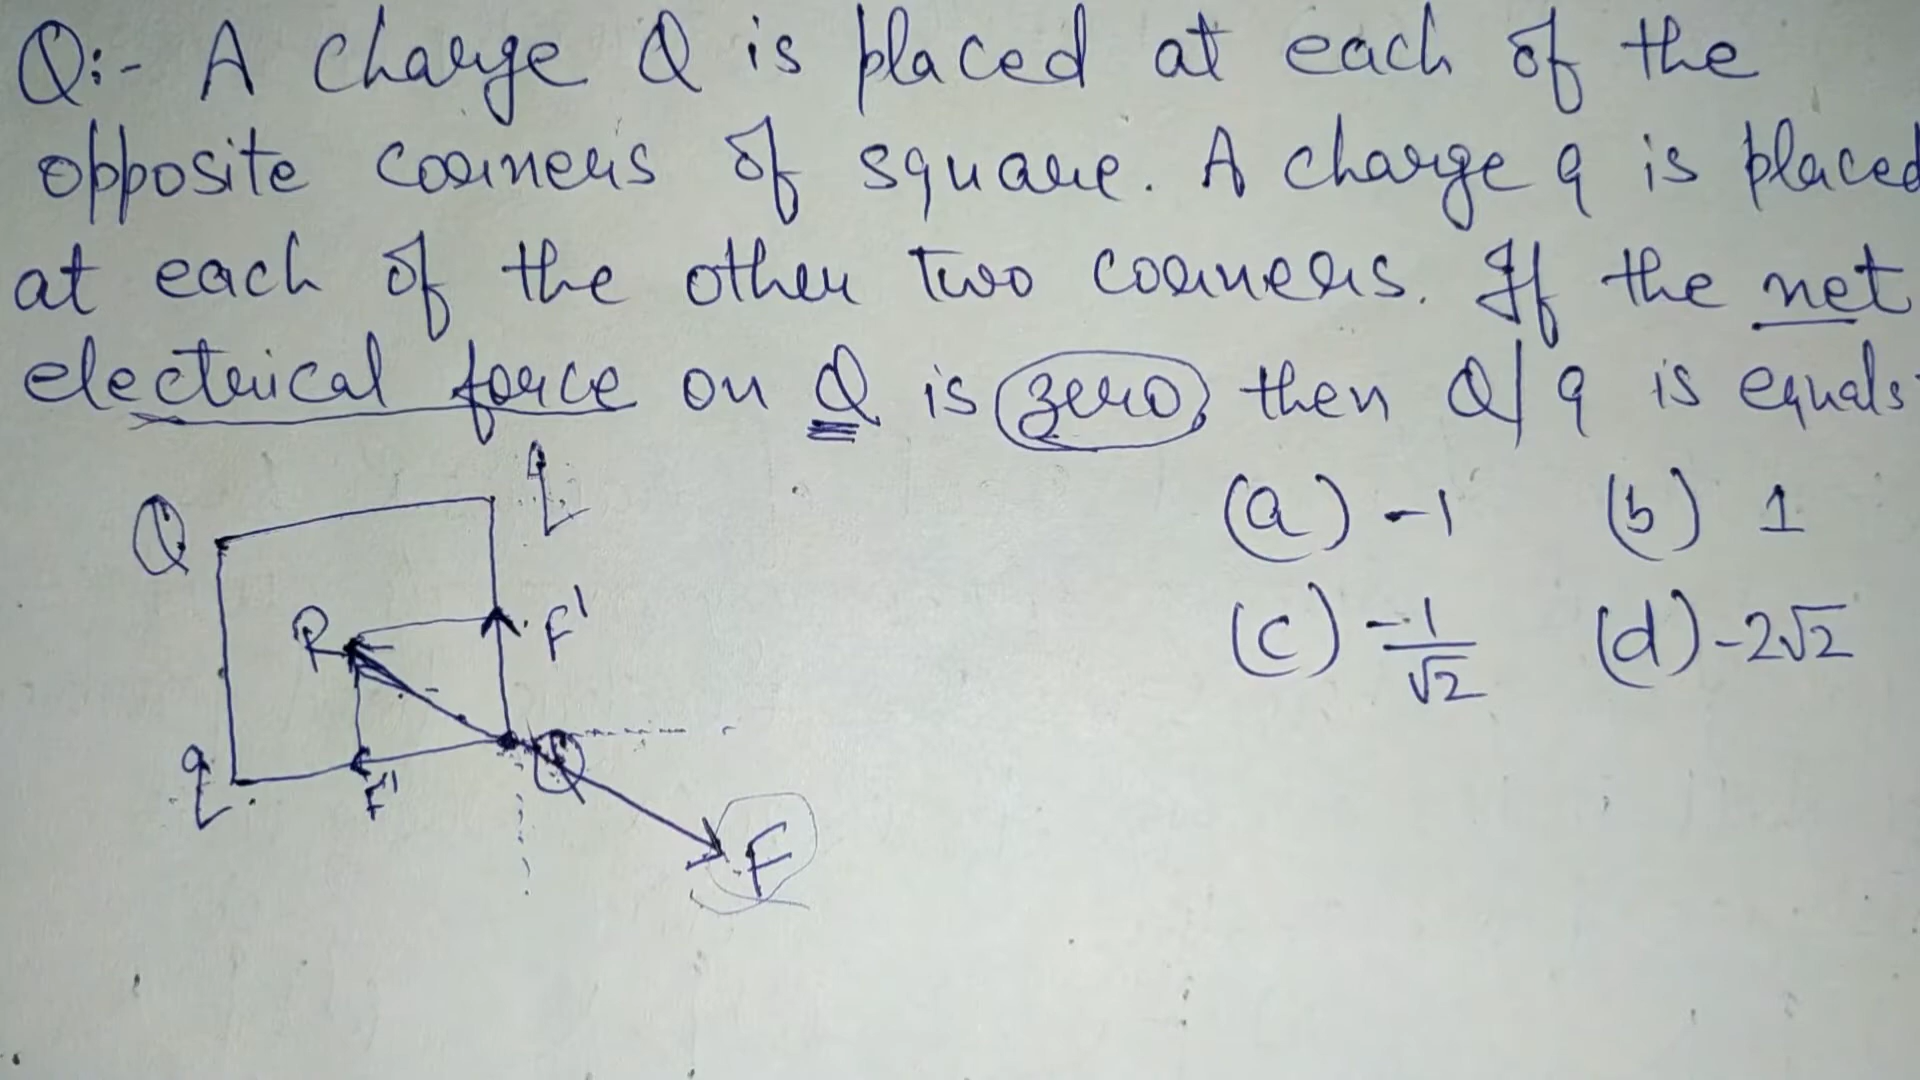 Q:- A charge Q is placed at each of the
opposite corners of square. A charge q is placed
at each of the other two corners. If the net
electrical force on Q is zero, then Q/q is equals
(a) -1 (b) 1
(c) -1/√2 (d) -2√2
Q q
R F'
q F' Q
F